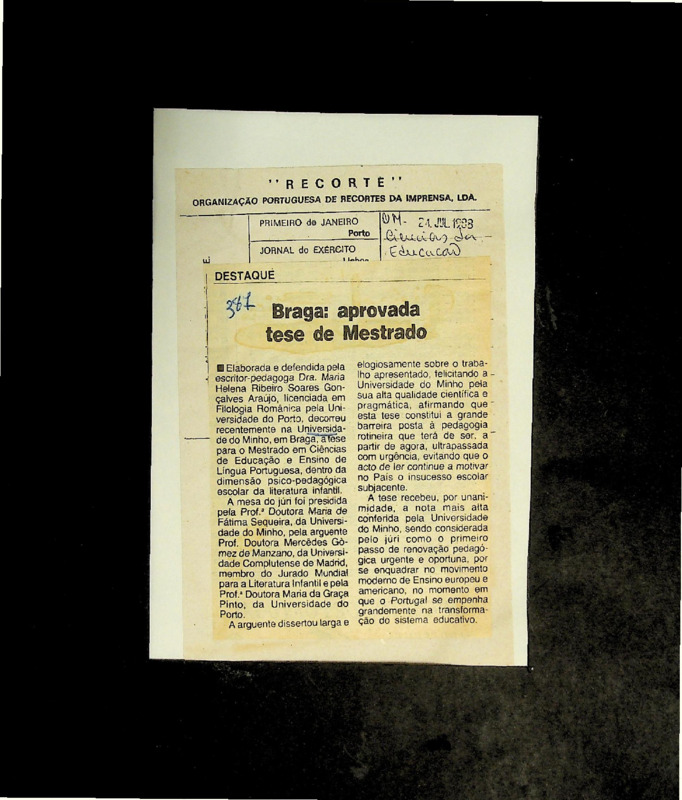 "RECORTE"
ORGANIZAÇÃO PORTUGUESA DE RECORTES DA IMPRENSA, LDA.
PRIMEIRO de JANEIRO
Porto
JORNAL do EXÉRCITO
Lisboa
UM - 21 JUL 1988
Ciências da
Educação
DESTAQUE
387
Braga: aprovada
tese de Mestrado
■ Elaborada e defendida pela
escritor-pedagoga Dra. Maria
Helena Ribeiro Soares Gon-
çalves Araújo, licenciada em
Filologia Românica pela Uni-
versidade do Porto, decorreu
recentemente na Universida-
de do Minho, em Braga, a tese
para o Mestrado em Ciências
de Educação e Ensino de
Língua Portuguesa, dentro da
dimensão psico-pedagógica
escolar da literatura infantil.
A mesa do júri foi presidida
pela Prof.ª Doutora Maria de
Fátima Sequeira, da Universi-
dade do Minho, pela arguente
Prof. Doutora Mercêdes Gó-
mez de Manzano, da Universi-
dade Complutense de Madrid,
membro do Jurado Mundial
para a Literatura Infantil e pela
Prof.ª Doutora Maria da Graça
Pinto, da Universidade do
Porto.
A arguente dissertou larga e
elogiosamente sobre o traba-
lho apresentado, felicitando a
Universidade do Minho pela
sua alta qualidade científica e
pragmática, afirmando que
esta tese constitui a grande
barreira posta à pedagogia
rotineira que terá de ser, a
partir de agora, ultrapassada
com urgência, evitando que o
acto de ler continue a motivar
no País o insucesso escolar
subjacente.
A tese recebeu, por unani-
midade, a nota mais alta
conferida pela Universidade
do Minho, sendo considerada
pelo júri como o primeiro
passo de renovação pedagó-
gica urgente e oportuna, por
se enquadrar no movimento
moderno de Ensino europeu e
americano, no momento em
que o Portugal se empenha
grandemente na transforma-
ção do sistema educativo.